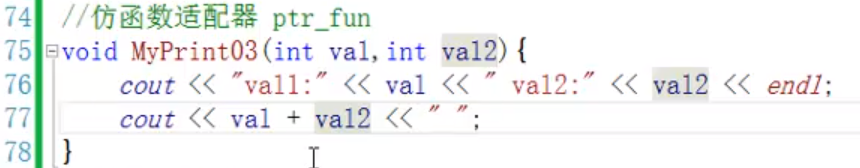 74 //仿函数适配器 ptr_fun
75 void MyPrint03(int val,int val2){
76 cout << "val1:" << val << " val2:" << val2 << endl;
77 cout << val + val2 << " ";
78 }